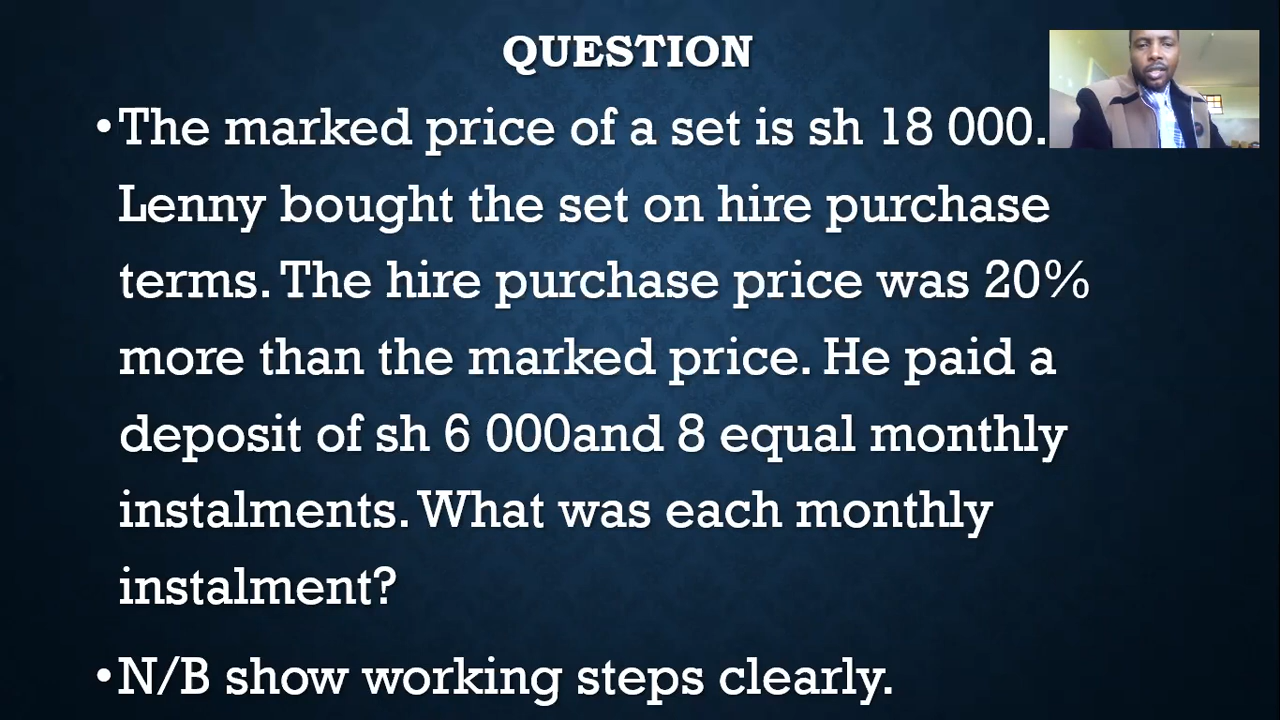 QUESTION
•The marked price of a set is sh 18 000.
Lenny bought the set on hire purchase
terms. The hire purchase price was 20%
more than the marked price. He paid a
deposit of sh 6 000and 8 equal monthly
instalments. What was each monthly
instalment?
•N/B show working steps clearly.